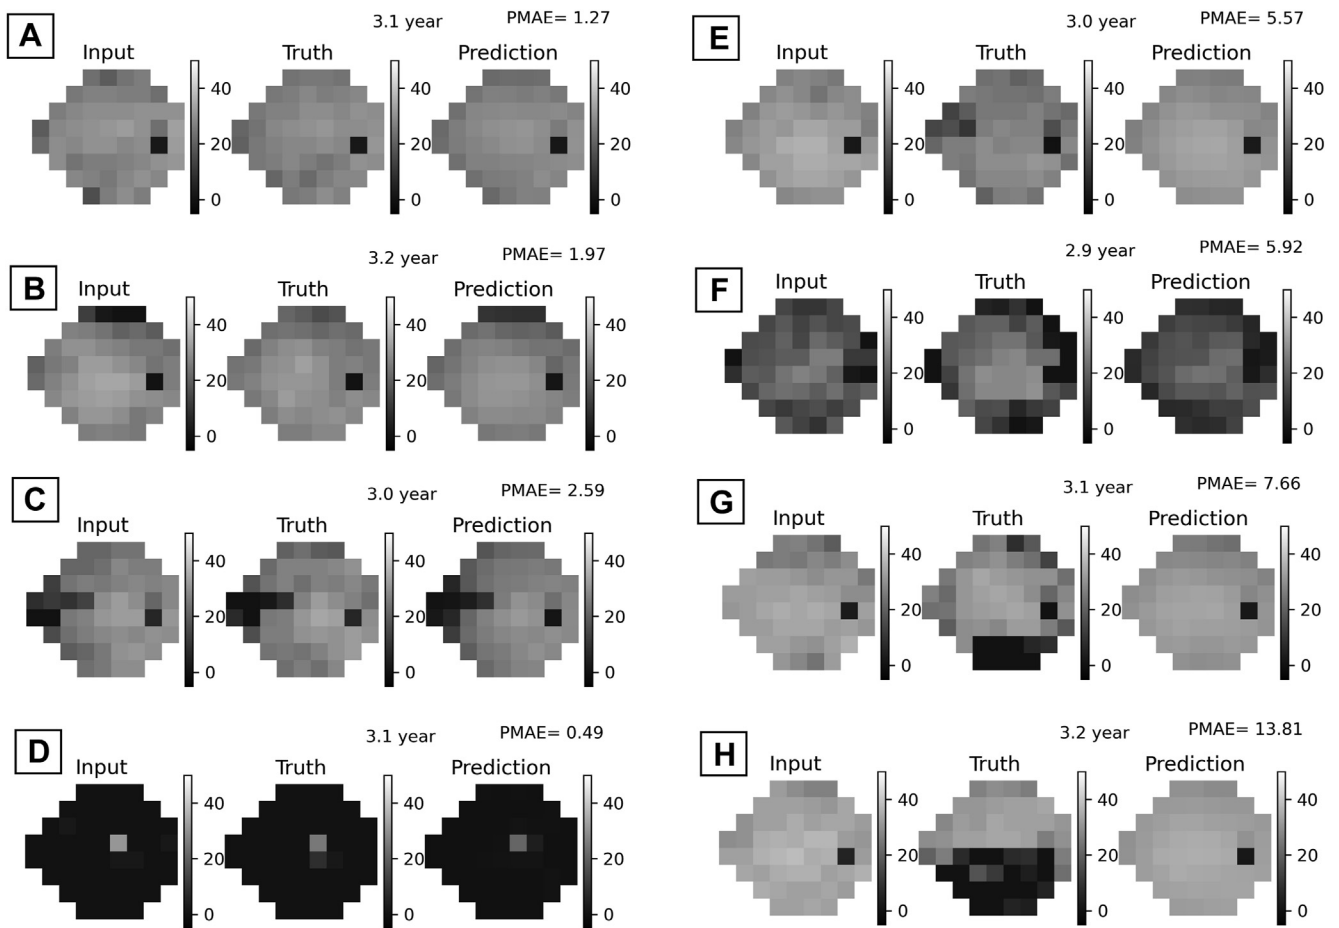 A
3.1 year
PMAE= 1.27
Input
Truth
Prediction
40
20
0
40
20
0
40
20
0
B
3.2 year
PMAE= 1.97
Input
Truth
Prediction
40
20
0
40
20
0
40
20
0
C
3.0 year
PMAE= 2.59
Input
Truth
Prediction
40
20
0
40
20
0
40
20
0
D
3.1 year
PMAE= 0.49
Input
Truth
Prediction
40
20
0
40
20
0
40
20
0
E
3.0 year
PMAE= 5.57
Input
Truth
Prediction
40
20
0
40
20
0
40
20
0
F
2.9 year
PMAE= 5.92
Input
Truth
Prediction
40
20
0
40
20
0
40
20
0
G
3.1 year
PMAE= 7.66
Input
Truth
Prediction
40
20
0
40
20
0
40
20
0
H
3.2 year
PMAE= 13.81
Input
Truth
Prediction
40
20
0
40
20
0
40
20
0